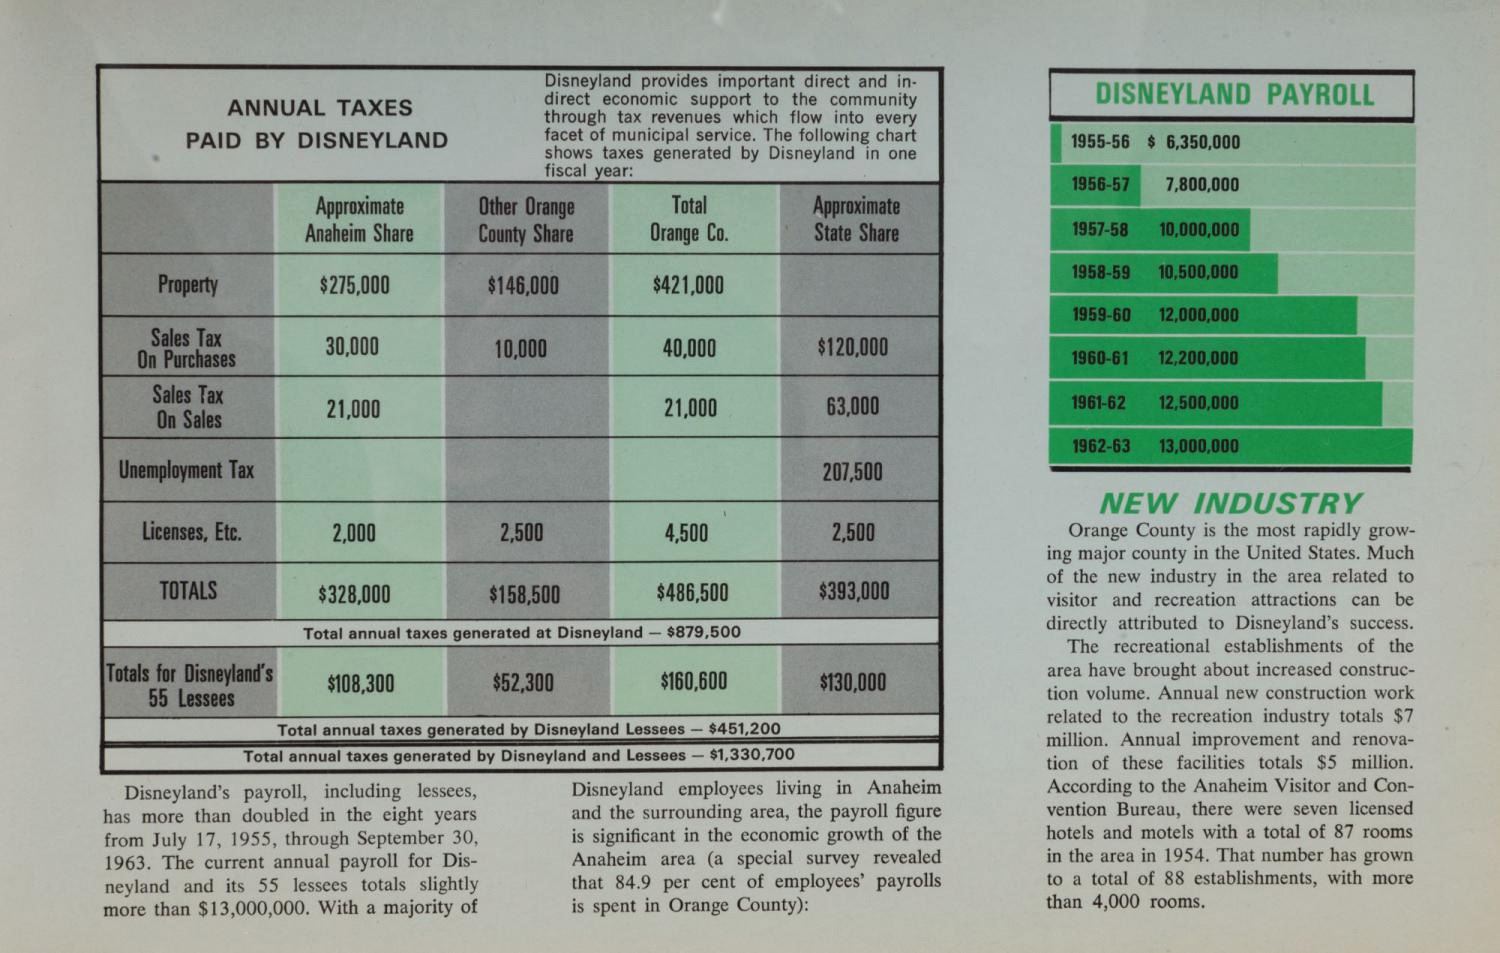 ANNUAL TAXES
PAID BY DISNEYLAND
Disneyland provides important direct and in-
direct economic support to the community
through tax revenues which flow into every
facet of municipal service. The following chart
shows taxes generated by Disneyland in one
fiscal year:
Approximate Anaheim Share Other Orange County Share Total Orange Co. Approximate State Share
Property $275,000 $146,000 $421,000
Sales Tax On Purchases 30,000 10,000 40,000 $120,000
Sales Tax On Sales 21,000 21,000 63,000
Unemployment Tax 207,500
Licenses, Etc. 2,000 2,500 4,500 2,500
TOTALS $328,000 $158,500 $486,500 $393,000
Total annual taxes generated at Disneyland — $879,500
Totals for Disneyland's 55 Lessees $108,300 $52,300 $160,600 $130,000
Total annual taxes generated by Disneyland Lessees — $451,200
Total annual taxes generated by Disneyland and Lessees — $1,330,700
Disneyland's payroll, including lessees,
has more than doubled in the eight years
from July 17, 1955, through September 30,
1963. The current annual payroll for Dis-
neyland and its 55 lessees totals slightly
more than $13,000,000. With a majority of
Disneyland employees living in Anaheim
and the surrounding area, the payroll figure
is significant in the economic growth of the
Anaheim area (a special survey revealed
that 84.9 per cent of employees' payrolls
is spent in Orange County):
DISNEYLAND PAYROLL
1955-56 $ 6,350,000
1956-57 7,800,000
1957-58 10,000,000
1958-59 10,500,000
1959-60 12,000,000
1960-61 12,200,000
1961-62 12,500,000
1962-63 13,000,000
NEW INDUSTRY
Orange County is the most rapidly grow-
ing major county in the United States. Much
of the new industry in the area related to
visitor and recreation attractions can be
directly attributed to Disneyland's success.
The recreational establishments of the
area have brought about increased construc-
tion volume. Annual new construction work
related to the recreation industry totals $7
million. Annual improvement and renova-
tion of these facilities totals $5 million.
According to the Anaheim Visitor and Con-
vention Bureau, there were seven licensed
hotels and motels with a total of 87 rooms
in the area in 1954. That number has grown
to a total of 88 establishments, with more
than 4,000 rooms.